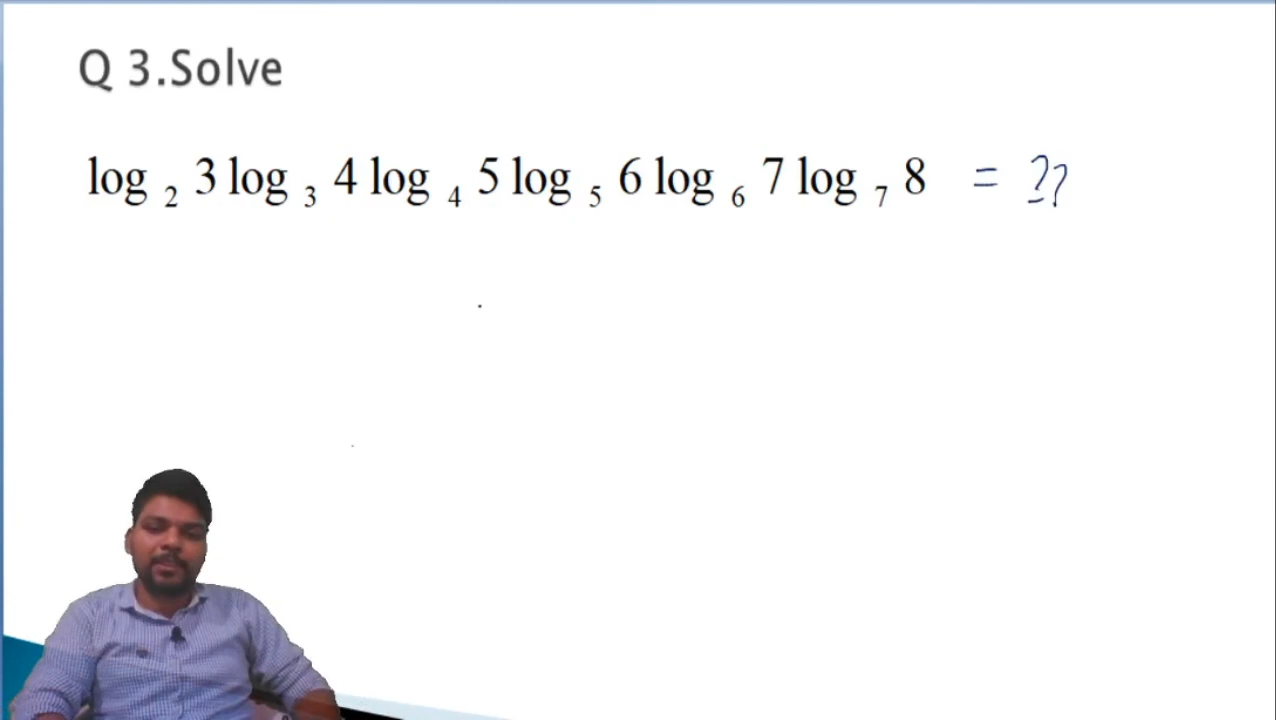 Q 3.Solve
log ₂ 3 log ₃ 4 log ₄ 5 log ₅ 6 log ₆ 7 log ₇ 8 = ??